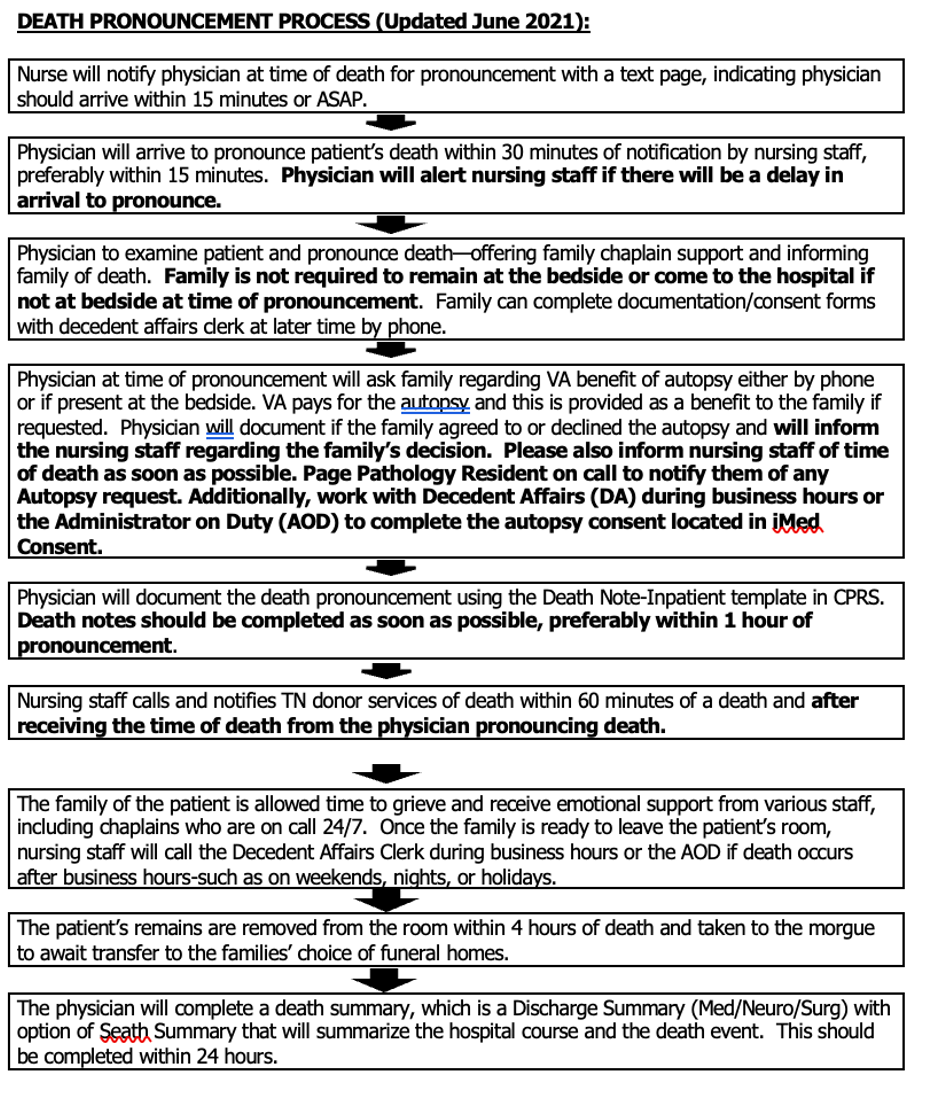 DEATH PRONOUNCEMENT PROCESS (Updated June 2021):
Nurse will notify physician at time of death for pronouncement with a text page, indicating physician
should arrive within 15 minutes or ASAP.
Physician will arrive to pronounce patient's death within 30 minutes of notification by nursing staff,
preferably within 15 minutes.  Physician will alert nursing staff if there will be a delay in
arrival to pronounce.
Physician to examine patient and pronounce death—offering family chaplain support and informing
family of death.  Family is not required to remain at the bedside or come to the hospital if
not at bedside at time of pronouncement.  Family can complete documentation/consent forms
with decedent affairs clerk at later time by phone.
Physician at time of pronouncement will ask family regarding VA benefit of autopsy either by phone
or if present at the bedside. VA pays for the autopsy and this is provided as a benefit to the family if
requested.  Physician will document if the family agreed to or declined the autopsy and will inform
the nursing staff regarding the family's decision.  Please also inform nursing staff of time
of death as soon as possible. Page Pathology Resident on call to notify them of any
Autopsy request. Additionally, work with Decedent Affairs (DA) during business hours or
the Administrator on Duty (AOD) to complete the autopsy consent located in iMed
Consent.
Physician will document the death pronouncement using the Death Note-Inpatient template in CPRS.
Death notes should be completed as soon as possible, preferably within 1 hour of
pronouncement.
Nursing staff calls and notifies TN donor services of death within 60 minutes of a death and after
receiving the time of death from the physician pronouncing death.
The family of the patient is allowed time to grieve and receive emotional support from various staff,
including chaplains who are on call 24/7.  Once the family is ready to leave the patient's room,
nursing staff will call the Decedent Affairs Clerk during business hours or the AOD if death occurs
after business hours-such as on weekends, nights, or holidays.
The patient's remains are removed from the room within 4 hours of death and taken to the morgue
to await transfer to the families' choice of funeral homes.
The physician will complete a death summary, which is a Discharge Summary (Med/Neuro/Surg) with
option of Seath Summary that will summarize the hospital course and the death event.  This should
be completed within 24 hours.